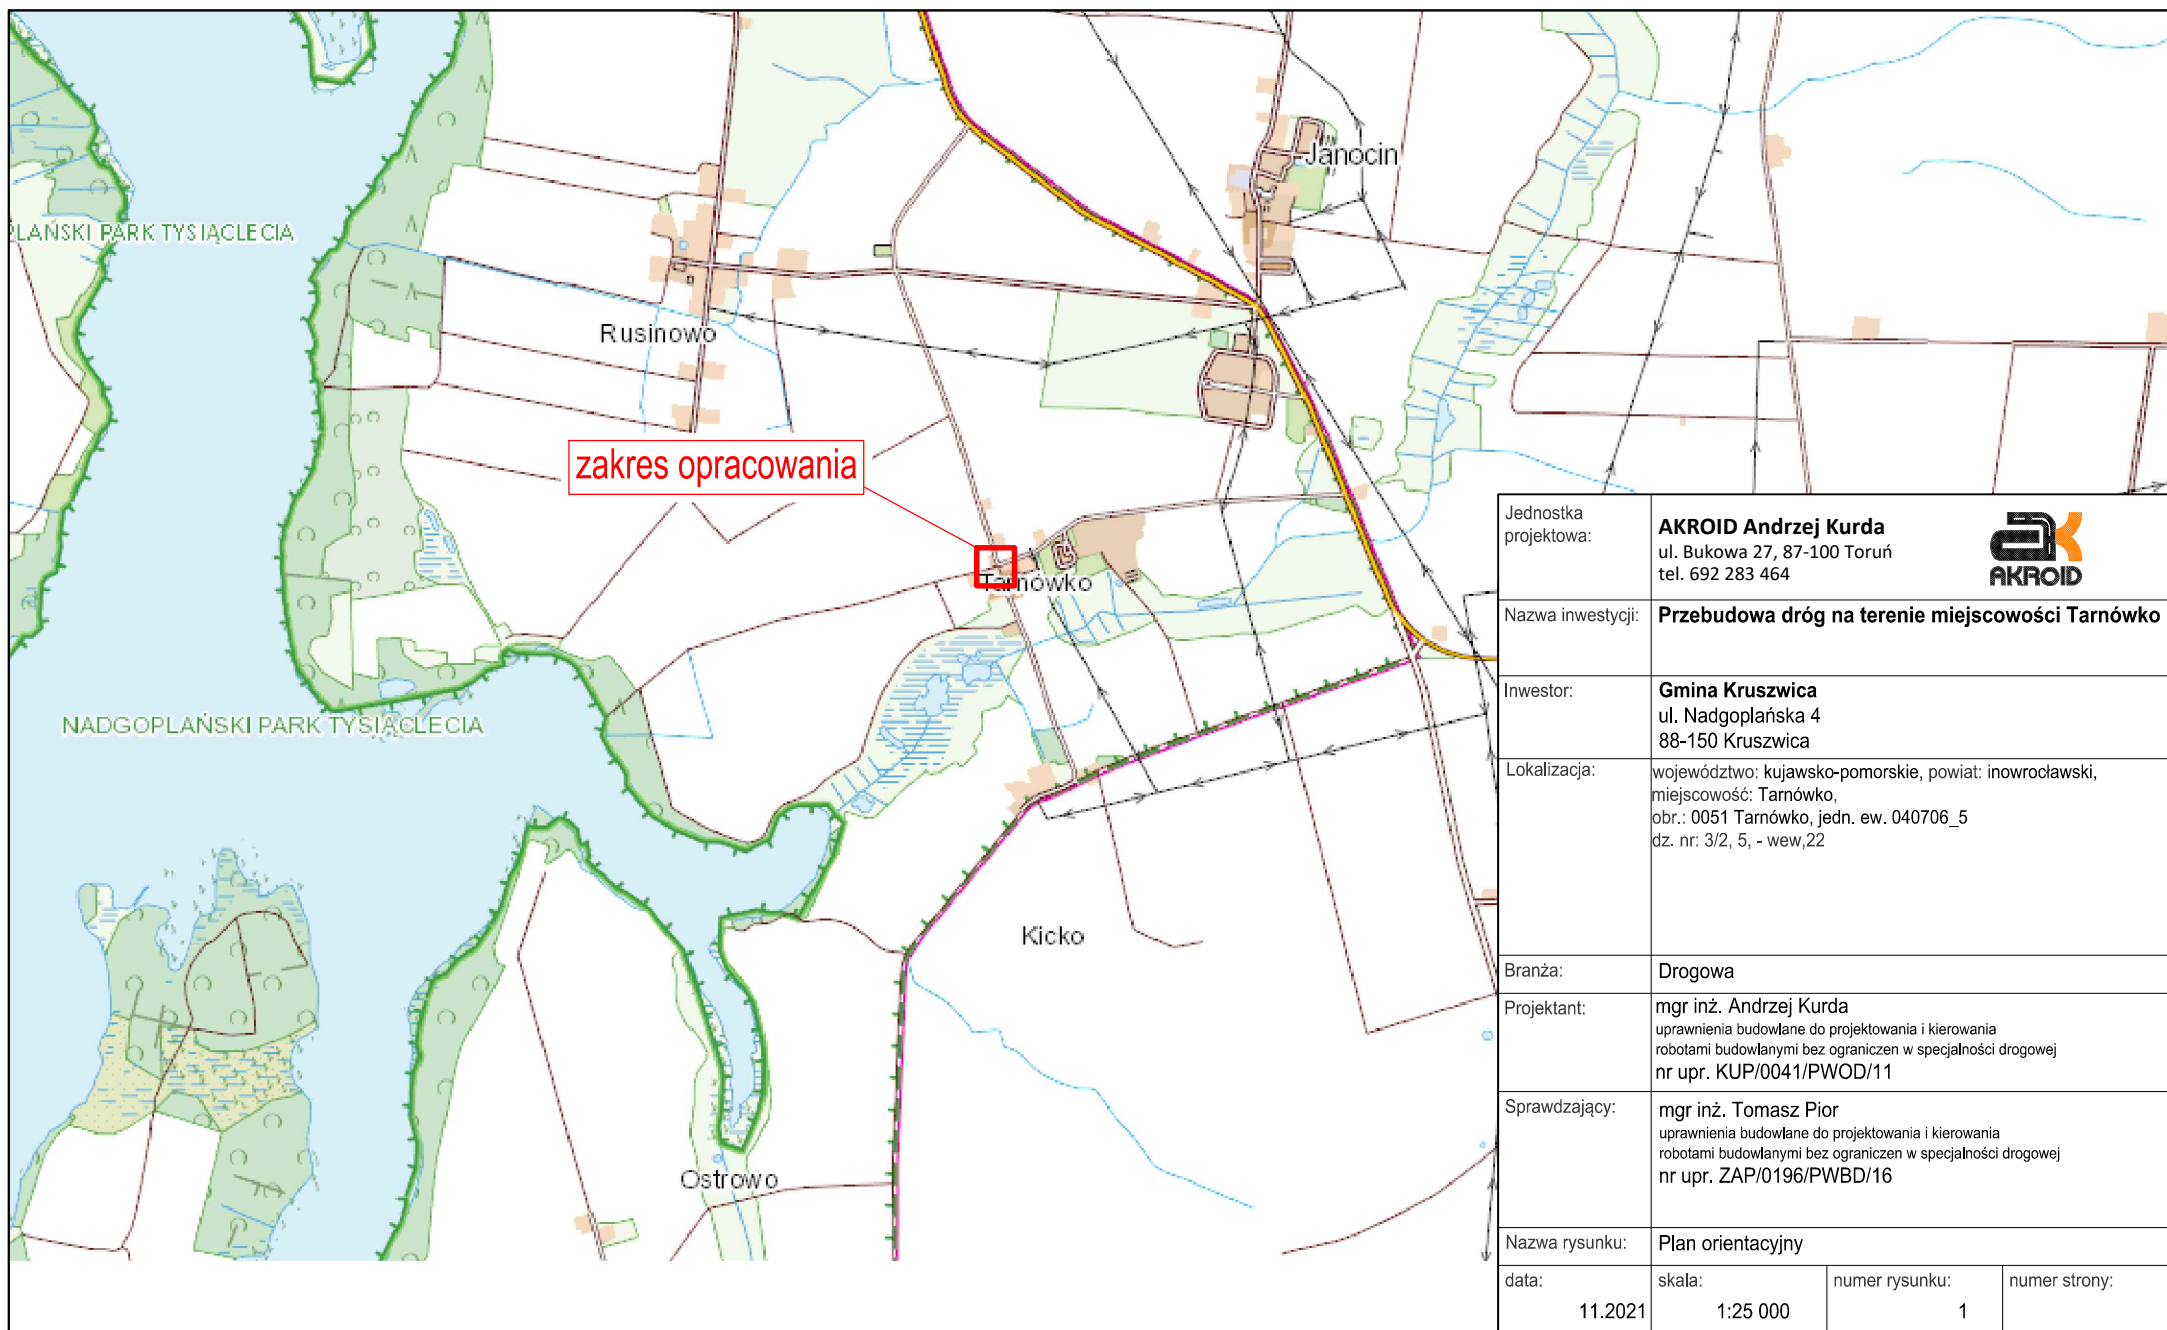 Janocin
PLAŃSKI PARK TYSIĄCLECIA
Rusinowo
zakres opracowania
Tarnówko
NADGOPLAŃSKI PARK TYSIĄCLECIA
Kicko
Ostrowo
Jednostka
projektowa:
AKROID Andrzej Kurda
ul. Bukowa 27, 87-100 Toruń
tel. 692 283 464
AKROID
Nazwa inwestycji:
Przebudowa dróg na terenie miejscowości Tarnówko
Inwestor:
Gmina Kruszwica
ul. Nadgoplańska 4
88-150 Kruszwica
Lokalizacja:
województwo: kujawsko-pomorskie, powiat: inowrocławski,
miejscowość: Tarnówko,
obr.: 0051 Tarnówko, jedn. ew. 040706_5
dz. nr: 3/2, 5, - wew,22
Branża:
Drogowa
Projektant:
mgr inż. Andrzej Kurda
uprawnienia budowlane do projektowania i kierowania
robotami budowlanymi bez ograniczen w specjalności drogowej
nr upr. KUP/0041/PWOD/11
Sprawdzający:
mgr inż. Tomasz Pior
uprawnienia budowlane do projektowania i kierowania
robotami budowlanymi bez ograniczen w specjalności drogowej
nr upr. ZAP/0196/PWBD/16
Nazwa rysunku:
Plan orientacyjny
data:
11.2021
skala:
1:25 000
numer rysunku:
1
numer strony: